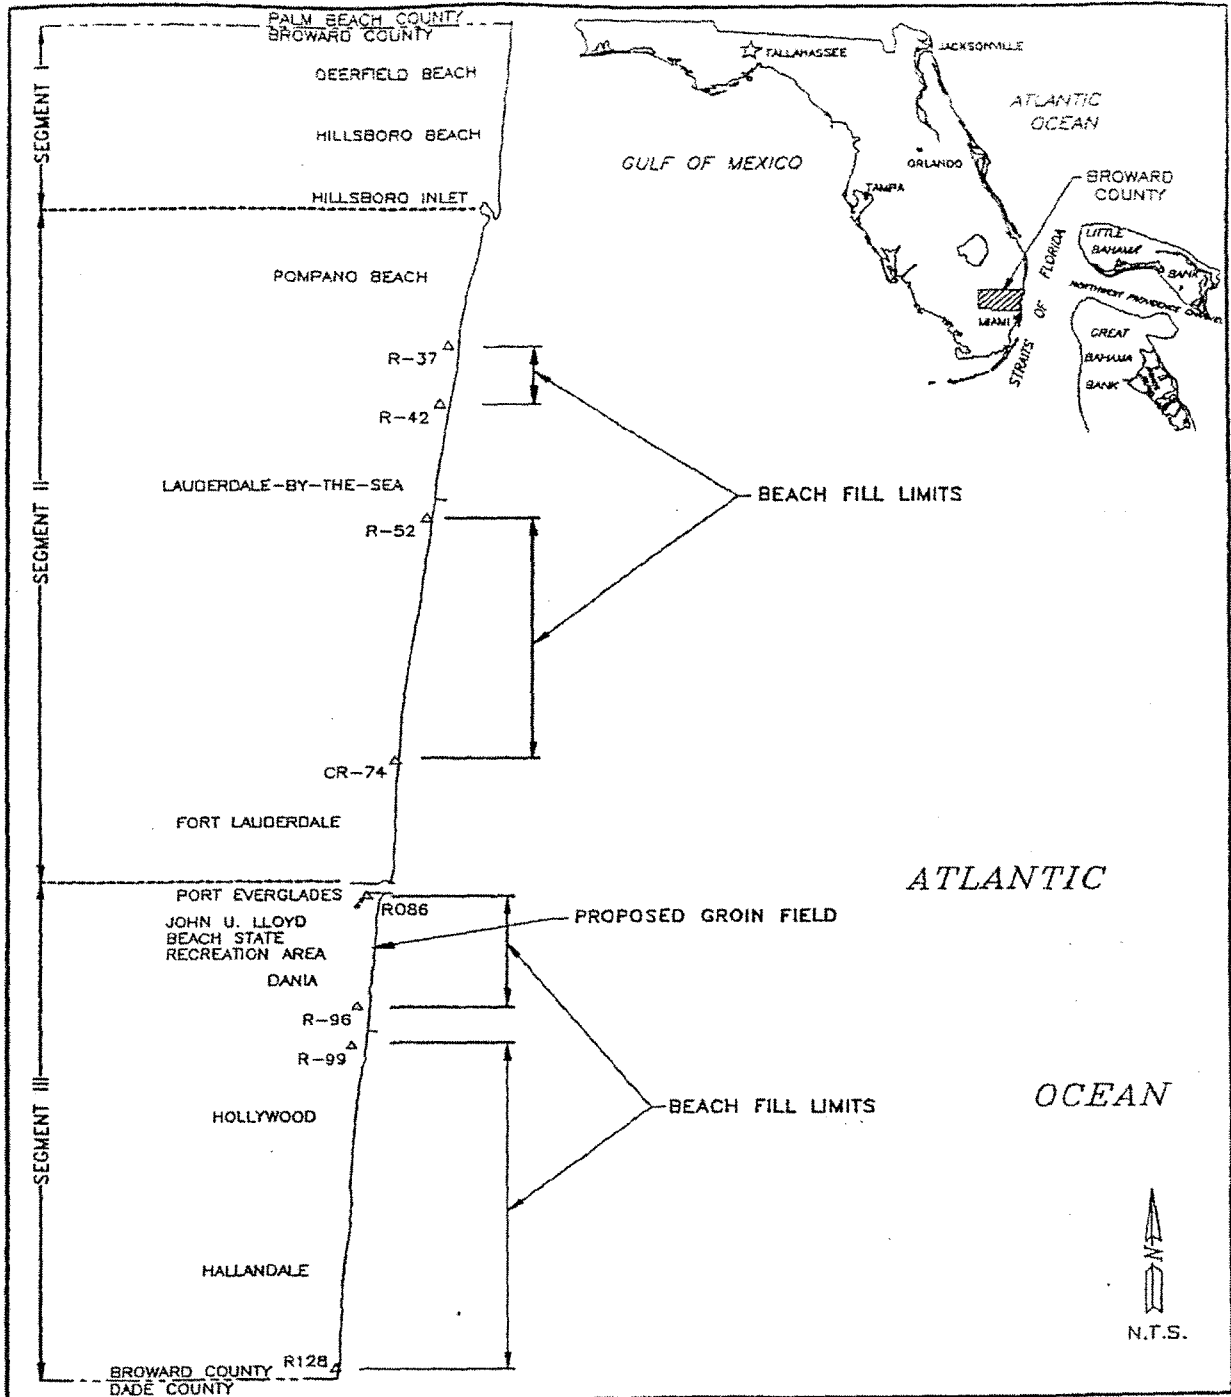 PALM BEACH COUNTY
BROWARD COUNTY
SEGMENT I
DEERFIELD BEACH
HILLSBORO BEACH
HILLSBORO INLET
SEGMENT II
POMPANO BEACH
R-37
R-42
LAUDERDALE-BY-THE-SEA
R-52
BEACH FILL LIMITS
CR-74
FORT LAUDERDALE
SEGMENT III
PORT EVERGLADES
R086
JOHN U. LLOYD
BEACH STATE
RECREATION AREA
PROPOSED GROIN FIELD
DANIA
R-96
R-99
HOLLYWOOD
BEACH FILL LIMITS
HALLANDALE
R128
BROWARD COUNTY
DADE COUNTY
TALLAHASSEE
JACKSONVILLE
ATLANTIC
OCEAN
GULF OF MEXICO
ORLANDO
TAMPA
BROWARD
COUNTY
MIAMI
STRAITS OF FLORIDA
LITTLE
BAHAMA
BANK
NORTHWEST PROVIDENCE CHANNEL
GREAT
BAHAMA
BANK
ATLANTIC
OCEAN
N
N.T.S.